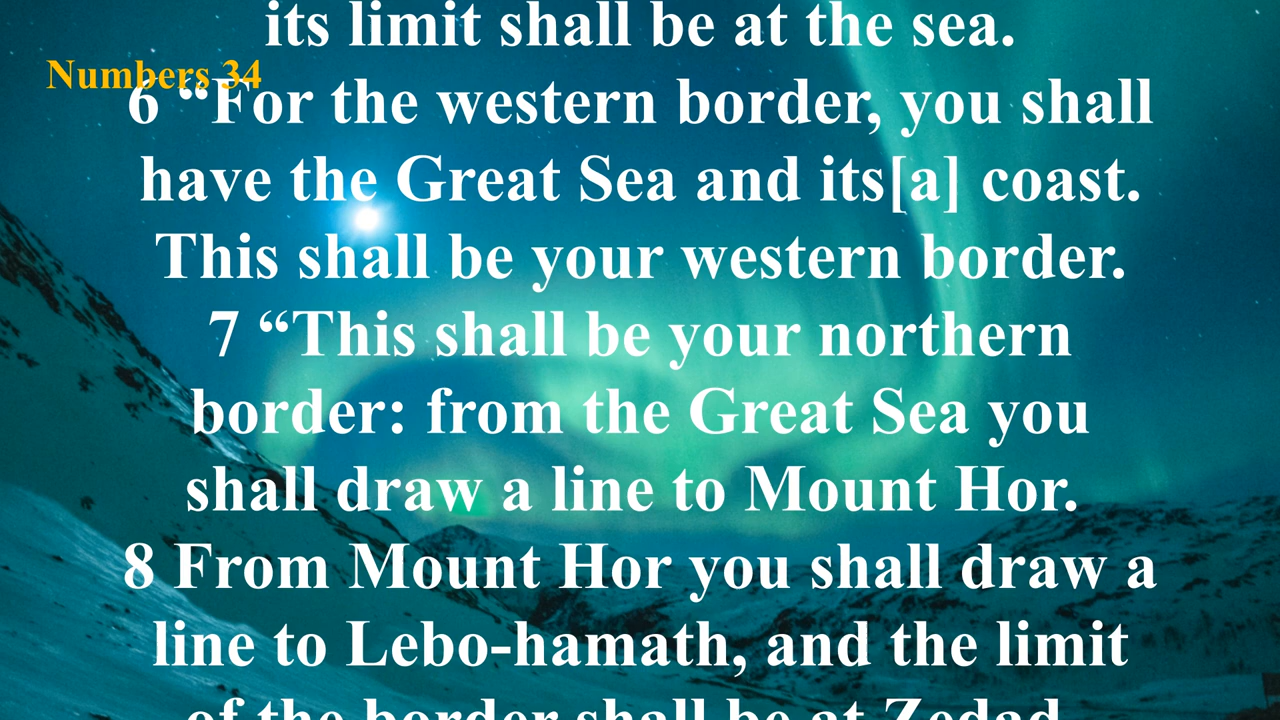 its limit shall be at the sea.
Numbers 34
6 “For the western border, you shall
have the Great Sea and its[a] coast.
This shall be your western border.
7 “This shall be your northern
border: from the Great Sea you
shall draw a line to Mount Hor.
8 From Mount Hor you shall draw a
line to Lebo-hamath, and the limit
of the border shall be at Zedad.